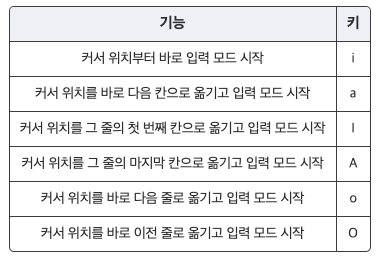 기능 키
커서 위치부터 바로 입력 모드 시작 i
커서 위치를 바로 다음 칸으로 옮기고 입력 모드 시작 a
커서 위치를 그 줄의 첫 번째 칸으로 옮기고 입력 모드 시작 I
커서 위치를 그 줄의 마지막 칸으로 옮기고 입력 모드 시작 A
커서 위치를 바로 다음 줄로 옮기고 입력 모드 시작 o
커서 위치를 바로 이전 줄로 옮기고 입력 모드 시작 O